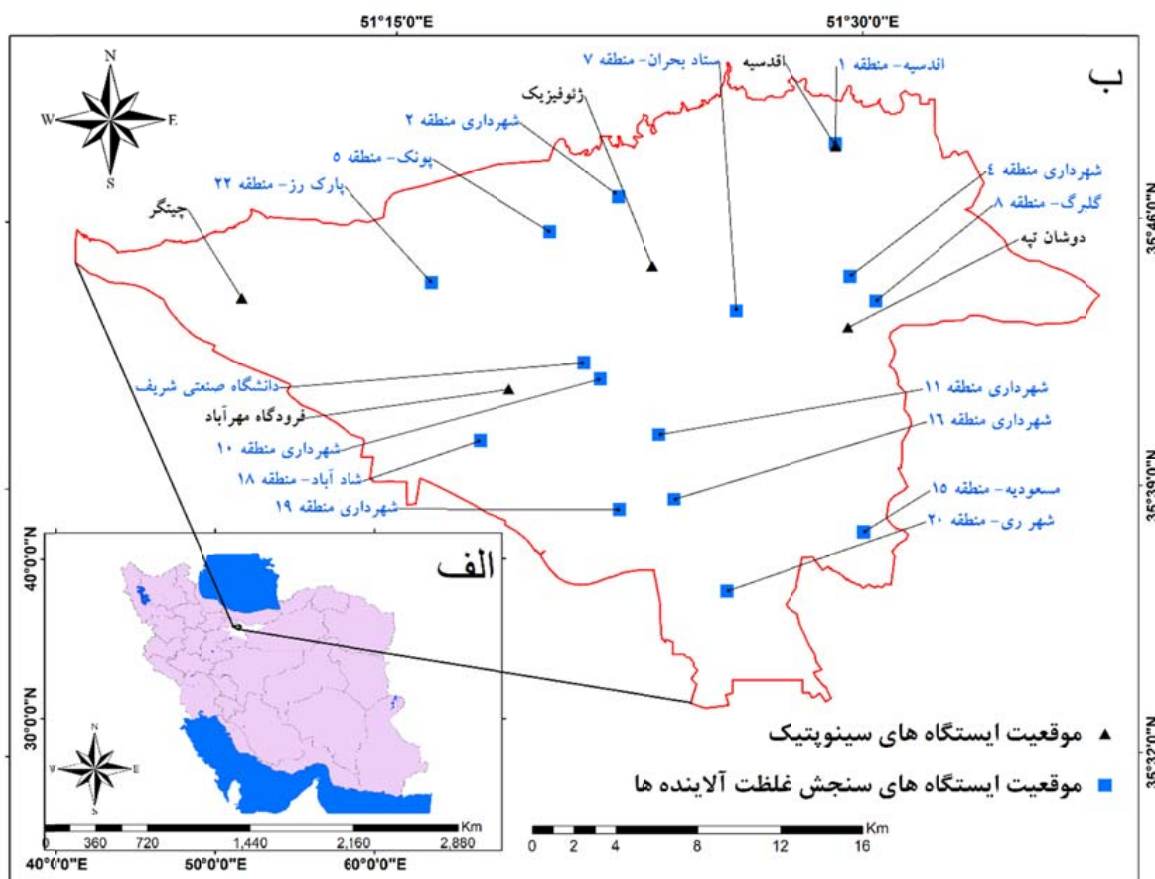 51°15'0"E
51°30'0"E
ب
N
W
E
S
ستاد بحران- منطقه ۷
اقدسیه
اندسیه- منطقه ۱
ژئوفیزیک
شهرداری منطقه ۲
پونک- منطقه ۵
پارک رز- منطقه ۲۲
چیتگر
شهرداری منطقه ٤
گلبرگ- منطقه ۸
دوشان تپه
35°46'0"N
دانشگاه صنعتی شریف
فرودگاه مهرآباد
شهرداری منطقه ۱۰
شاد آباد- منطقه ۱۸
شهرداری منطقه ۱۹
شهرداری منطقه ۱۱
شهرداری منطقه ۱٦
مسعودیه- منطقه ۱۵
شهر ری- منطقه ۲۰
35°39'0"N
35°32'0"N
الف
40°0'0"N
30°0'0"N
N
E
S
Km
0 360 720 1,440 2,160 2,880
40°0'0"E
50°0'0"E
60°0'0"E
موقعیت ایستگاه های سینوپتیک
موقعیت ایستگاه های سنجش غلظت آلاینده ها
Km
0 2 4 8 12 16